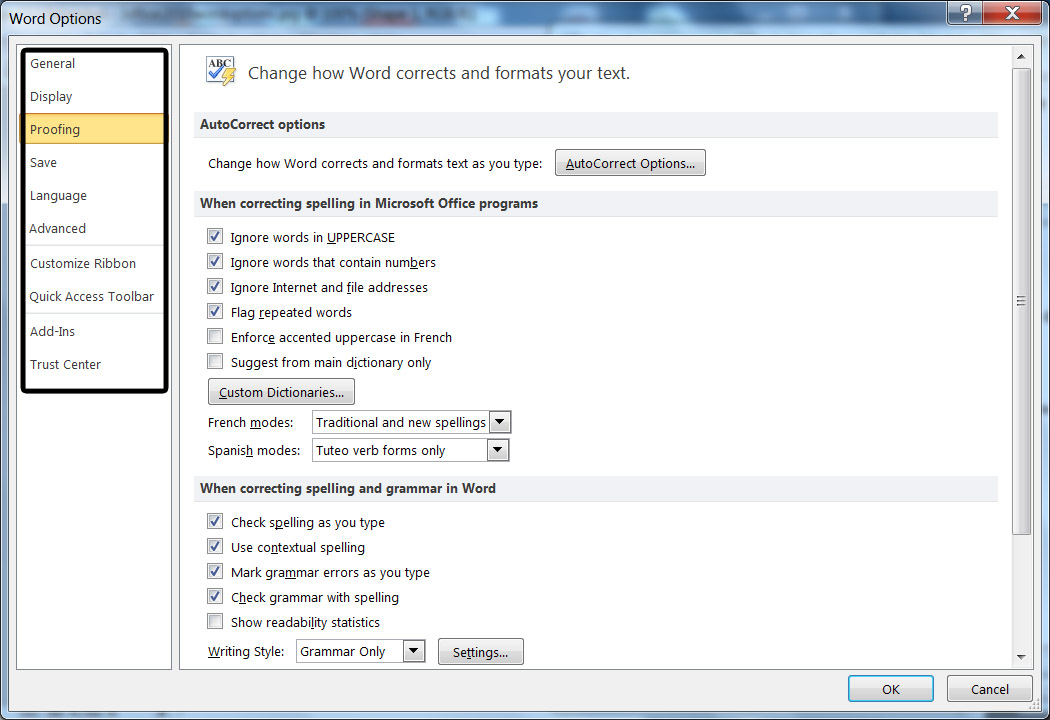 Word Options
General
Display
Proofing
Save
Language
Advanced
Customize Ribbon
Quick Access Toolbar
Add-Ins
Trust Center
ABC
Change how Word corrects and formats your text.
AutoCorrect options
Change how Word corrects and formats text as you type: AutoCorrect Options...
When correcting spelling in Microsoft Office programs
Ignore words in UPPERCASE
Ignore words that contain numbers
Ignore Internet and file addresses
Flag repeated words
Enforce accented uppercase in French
Suggest from main dictionary only
Custom Dictionaries...
French modes: Traditional and new spellings
Spanish modes: Tuteo verb forms only
When correcting spelling and grammar in Word
Check spelling as you type
Use contextual spelling
Mark grammar errors as you type
Check grammar with spelling
Show readability statistics
Writing Style: Grammar Only Settings...
OK Cancel